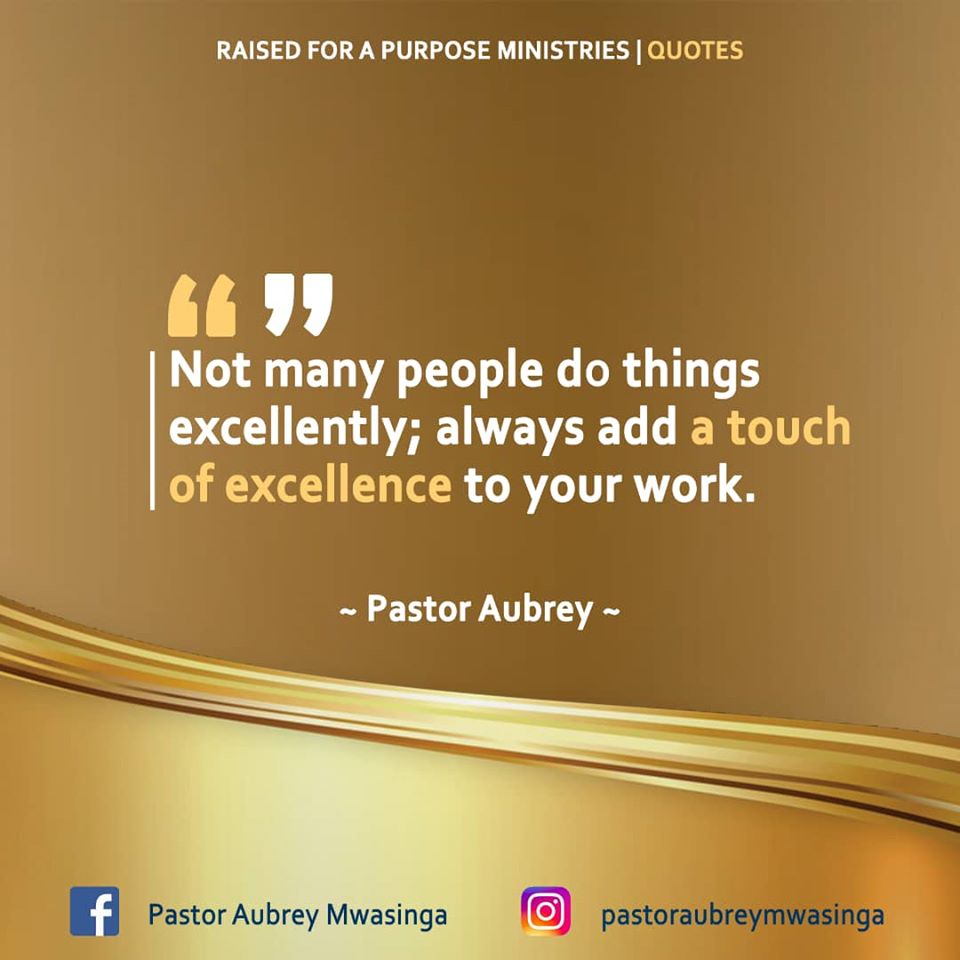 RAISED FOR A PURPOSE MINISTRIES | QUOTES
“ ”
Not many people do things
excellently; always add a touch
of excellence to your work.
~ Pastor Aubrey ~
Pastor Aubrey Mwasinga
pastoraubreymwasinga